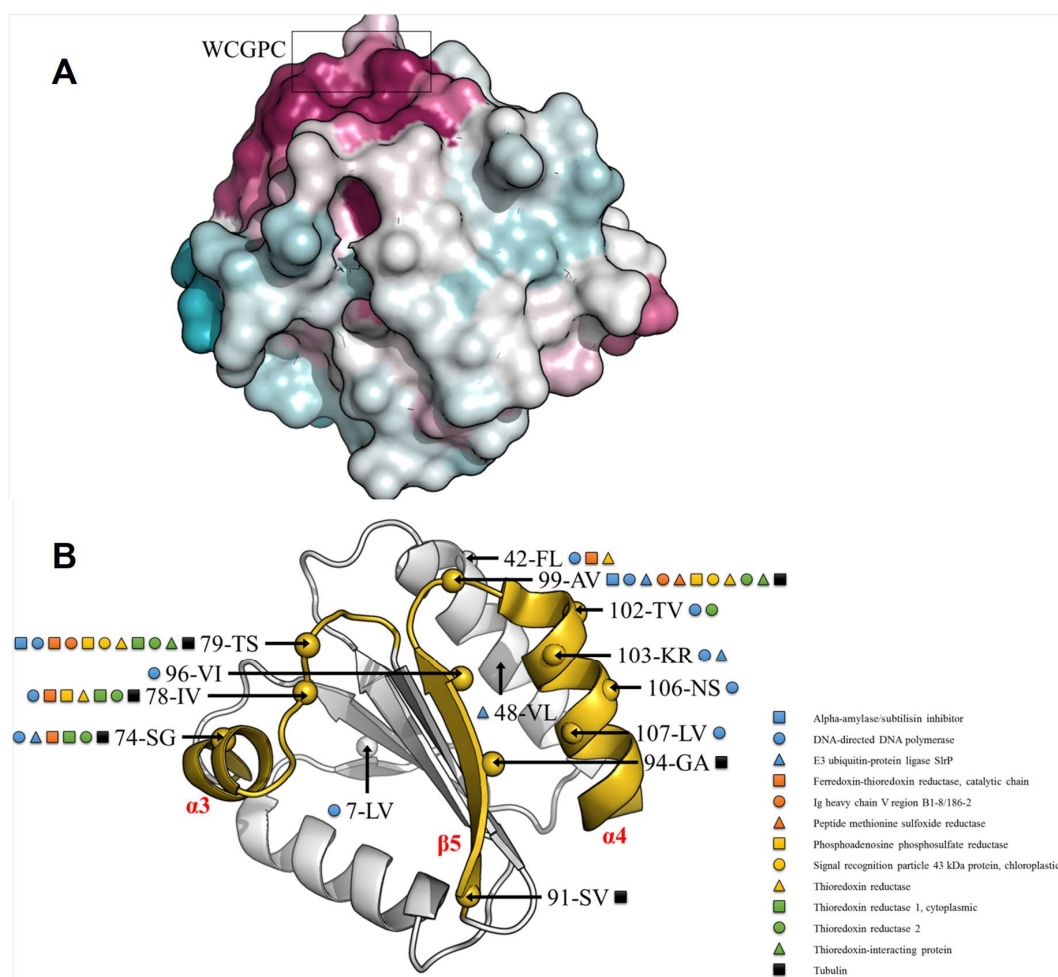 A
WCGPC
B
42-FL
99-AV
102-TV
79-TS
103-KR
96-VI
106-NS
78-IV
48-VL
107-LV
74-SG
94-GA
α3
7-LV
β5
α4
91-SV
Alpha-amylase/subtilisin inhibitor
DNA-directed DNA polymerase
E3 ubiquitin-protein ligase SlrP
Ferredoxin-thioredoxin reductase, catalytic chain
Ig heavy chain V region B1-8/186-2
Peptide methionine sulfoxide reductase
Phosphoadenosine phosphosulfate reductase
Signal recognition particle 43 kDa protein, chloroplastic
Thioredoxin reductase
Thioredoxin reductase 1, cytoplasmic
Thioredoxin reductase 2
Thioredoxin-interacting protein
Tubulin